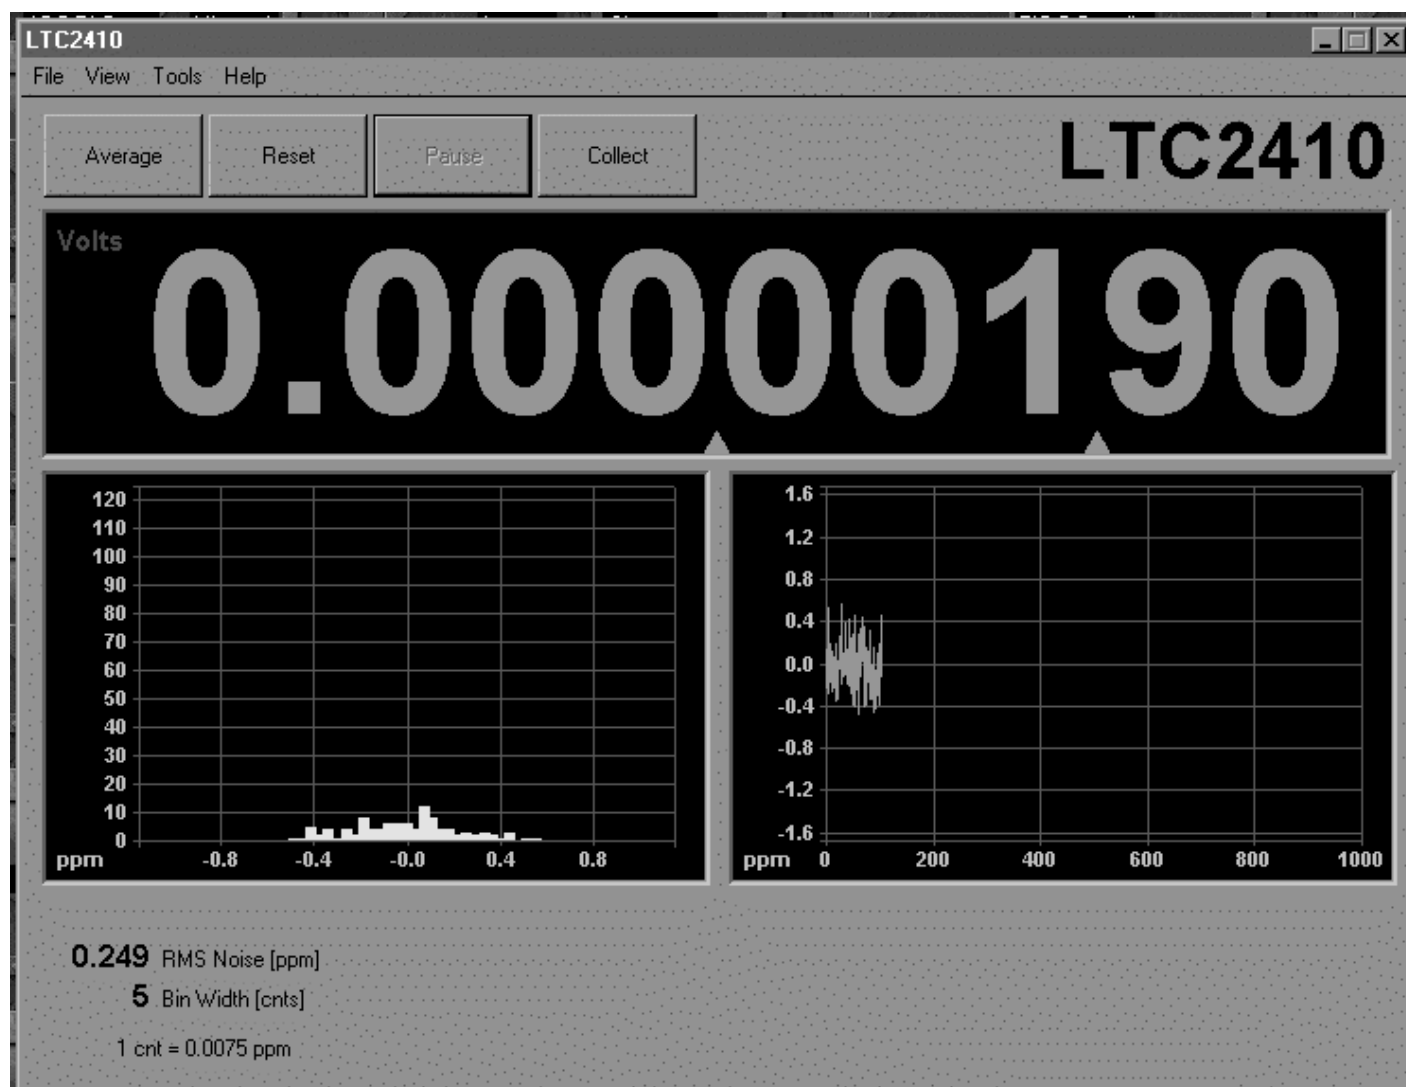 LTC2410
File View Tools Help
Average Reset Pause Collect
LTC2410
Volts
0.00000190
120
110
100
90
80
70
60
50
40
30
20
10
0
ppm -0.8 -0.4 -0.0 0.4 0.8
1.6
1.2
0.8
0.4
0.0
-0.4
-0.8
-1.2
-1.6
ppm 0 200 400 600 800 1000
0.249 RMS Noise [ppm]
5 Bin Width [cnts]
1 cnt = 0.0075 ppm